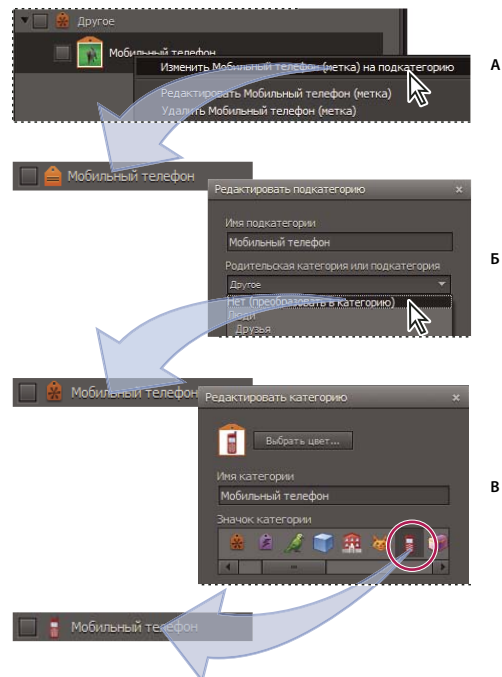 Другое
Мобильный телефон
Изменить Мобильный телефон (метка) на подкатегорию
А
Редактировать Мобильный телефон (метка)
Удалить Мобильный телефон (метка)
Мобильный телефон
Редактировать подкатегорию
Имя подкатегории
Мобильный телефон
Родительская категория или подкатегория
Б
Другое
Нет (преобразовать в категорию)
Люди
Друзья
Мобильный телефон
Редактировать категорию
Выбрать цвет...
Имя категории
В
Мобильный телефон
Значок категории
Мобильный телефон